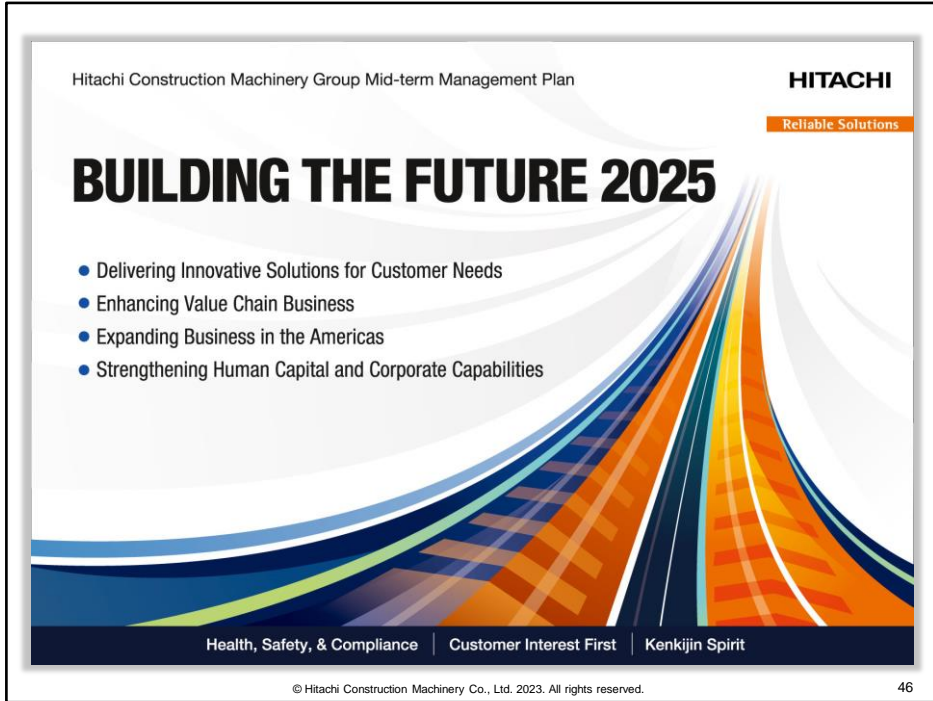 Hitachi Construction Machinery Group Mid-term Management Plan
HITACHI
Reliable Solutions
BUILDING THE FUTURE 2025
● Delivering Innovative Solutions for Customer Needs
● Enhancing Value Chain Business
● Expanding Business in the Americas
● Strengthening Human Capital and Corporate Capabilities
Health, Safety, & Compliance | Customer Interest First | Kenkijin Spirit
© Hitachi Construction Machinery Co., Ltd. 2023. All rights reserved.
46